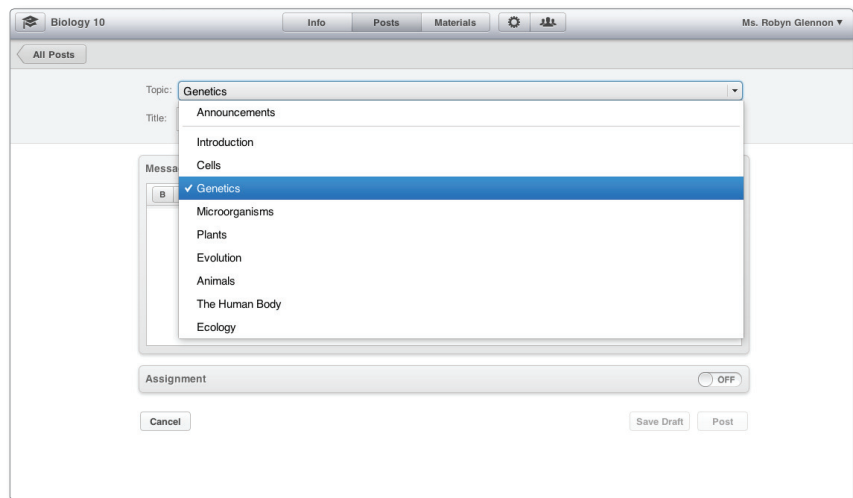 Biology 10 Info Posts Materials Ms. Robyn Glennon ▼
All Posts
Topic: Genetics
Announcements
Title:
Introduction
Cells
Messa
✓ Genetics
B
Microorganisms
Plants
Evolution
Animals
The Human Body
Ecology
Assignment OFF
Cancel Save Draft Post